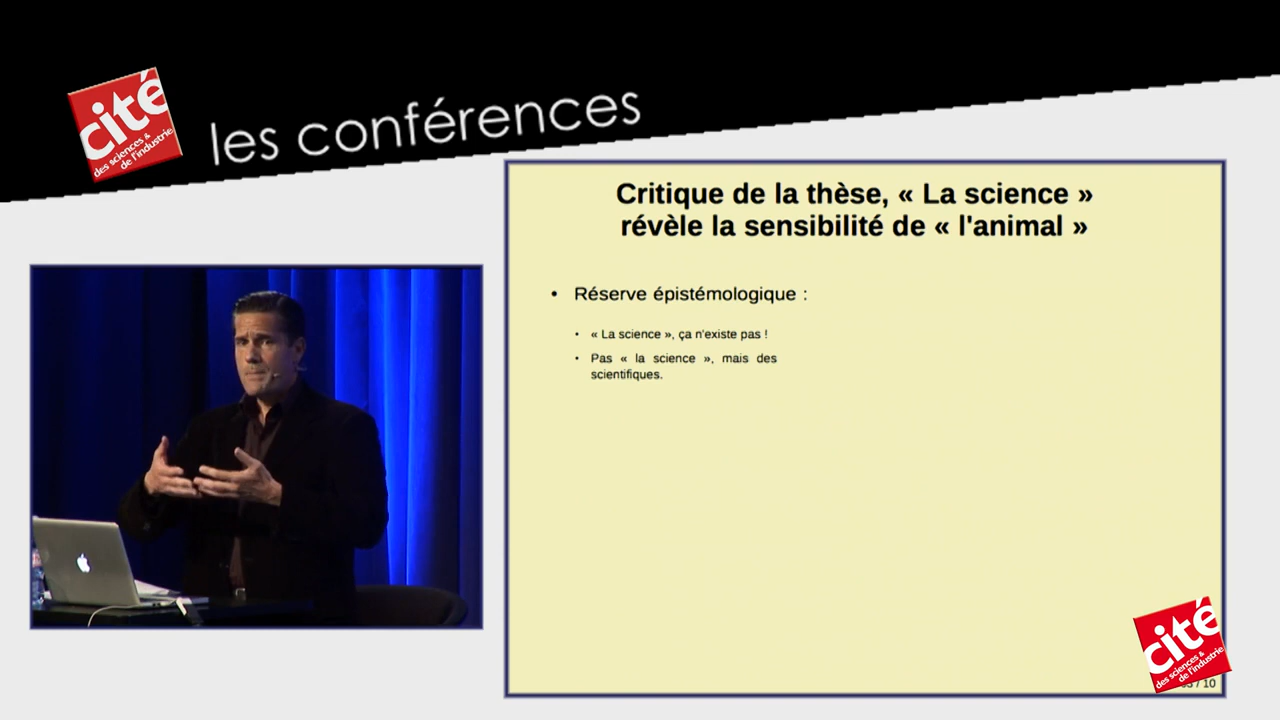 cité
des sciences &
de l'industrie
les conférences
Critique de la thèse, « La science »
révèle la sensibilité de « l'animal »
• Réserve épistémologique :
• « La science », ça n'existe pas !
• Pas « la science », mais des
scientifiques.
cité
des sciences &
de l'industrie
/ 10